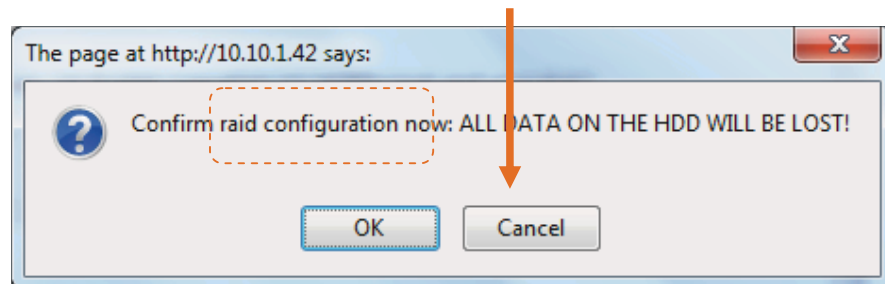 The page at http://10.10.1.42 says:
Confirm raid configuration now: ALL DATA ON THE HDD WILL BE LOST!
OK
Cancel